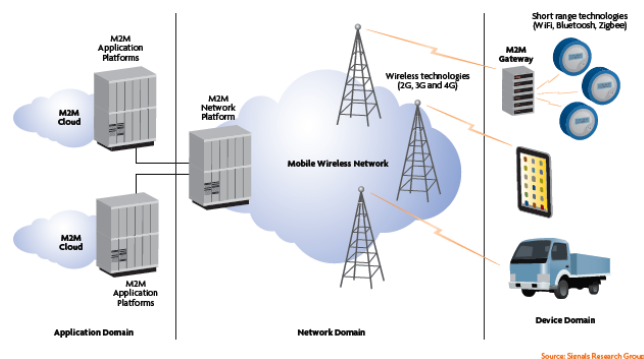 M2M
Application
Platforms
M2M
Cloud
M2M
Network
Platform
M2M
Cloud
M2M
Application
Platforms
Application Domain
Wireless technologies
(2G, 3G and 4G)
Mobile Wireless Network
Network Domain
Short range technologies
(WiFi, Bluetoosh, Zigbee)
M2M
Gateway
Device Domain
Source: Signals Research Group